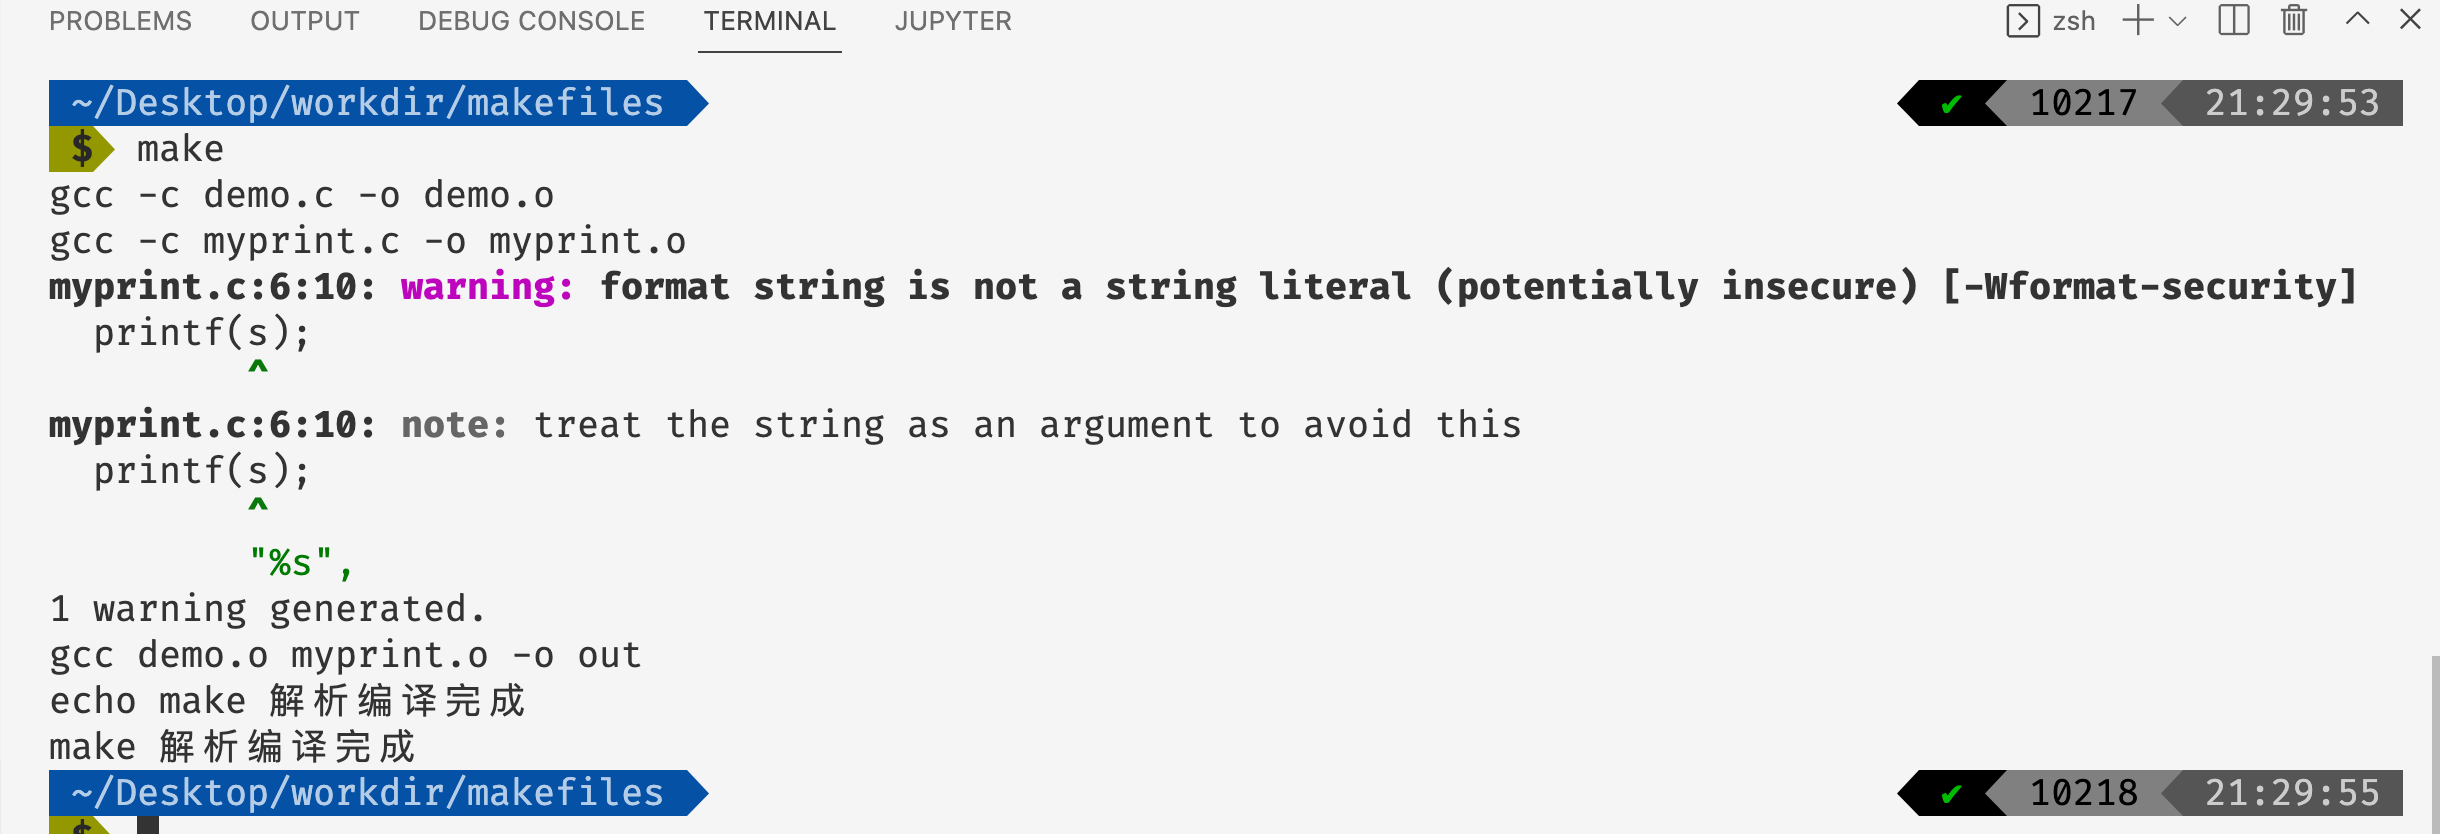 PROBLEMS OUTPUT DEBUG CONSOLE TERMINAL JUPYTER zsh
~/Desktop/workdir/makefiles ✔ 10217 21:29:53
$ make
gcc -c demo.c -o demo.o
gcc -c myprint.c -o myprint.o
myprint.c:6:10: warning: format string is not a string literal (potentially insecure) [-Wformat-security]
  printf(s);
         ^
myprint.c:6:10: note: treat the string as an argument to avoid this
  printf(s);
         ^
         "%s",
1 warning generated.
gcc demo.o myprint.o -o out
echo make 解析编译完成
make 解析编译完成
~/Desktop/workdir/makefiles ✔ 10218 21:29:55
$